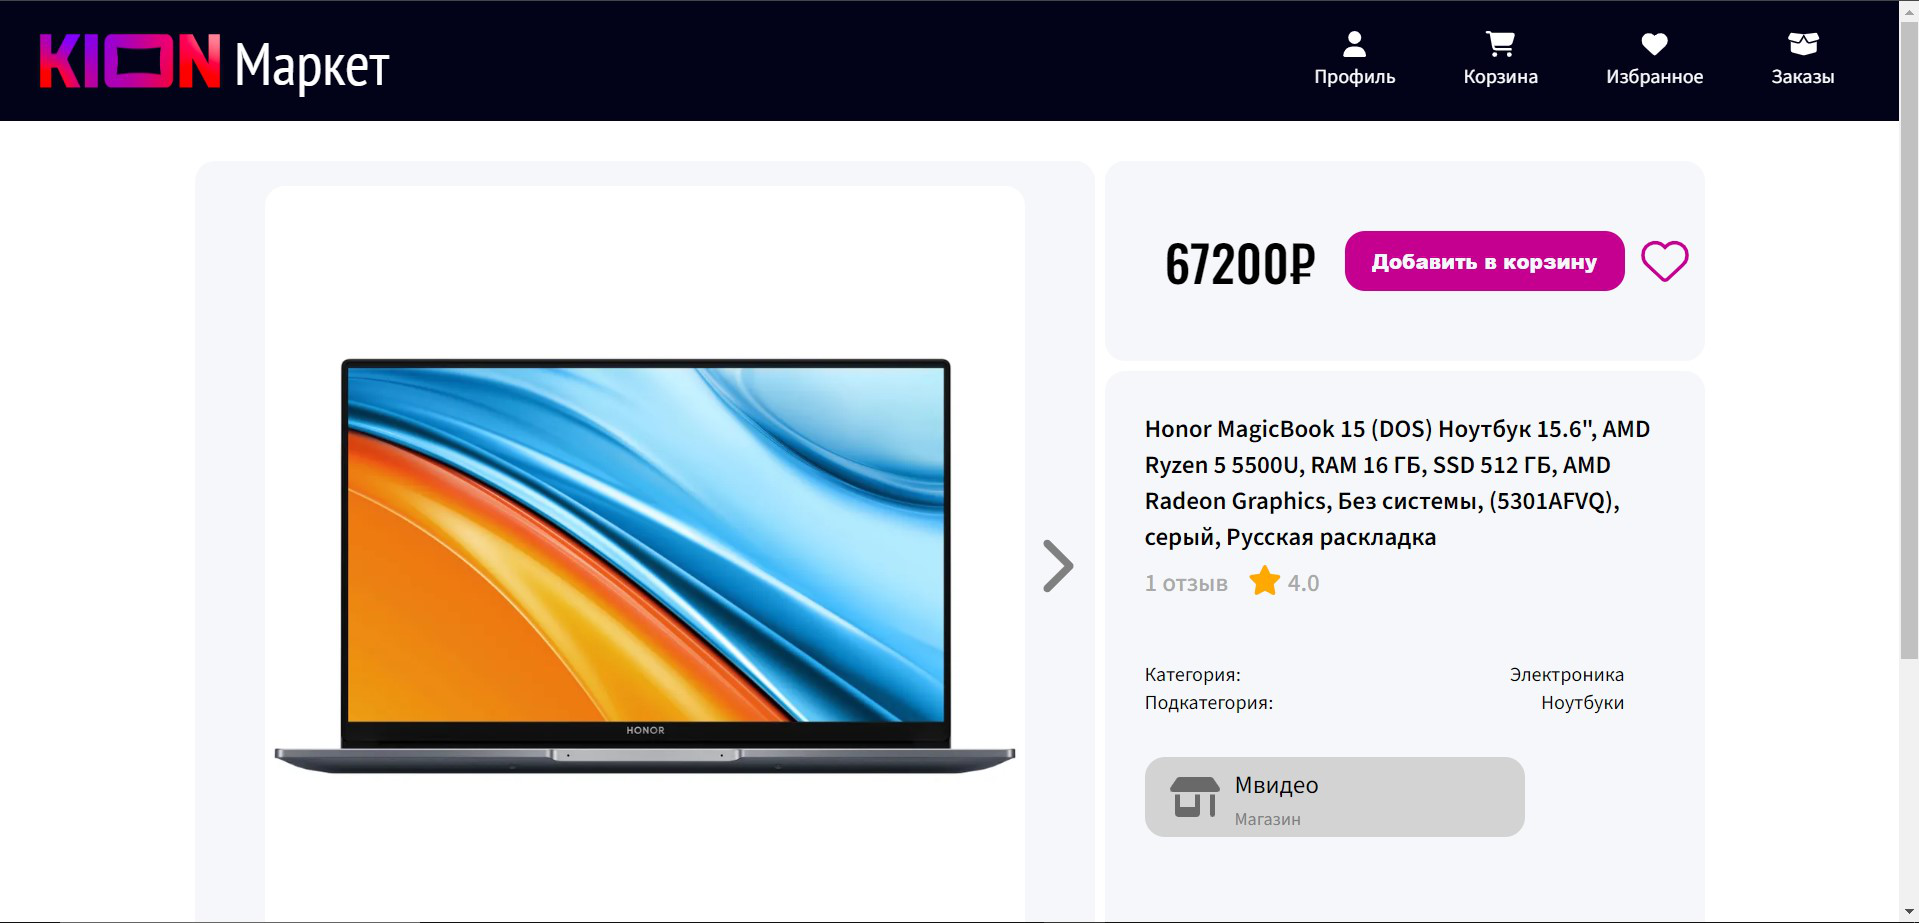 KION Маркет
Профиль
Корзина
Избранное
Заказы
67200₽
Добавить в корзину
Honor MagicBook 15 (DOS) Ноутбук 15.6", AMD
Ryzen 5 5500U, RAM 16 ГБ, SSD 512 ГБ, AMD
Radeon Graphics, Без системы, (5301AFVQ),
серый, Русская раскладка
1 отзыв 4.0
Категория: Электроника
Подкатегория: Ноутбуки
Мвидео
Магазин
HONOR